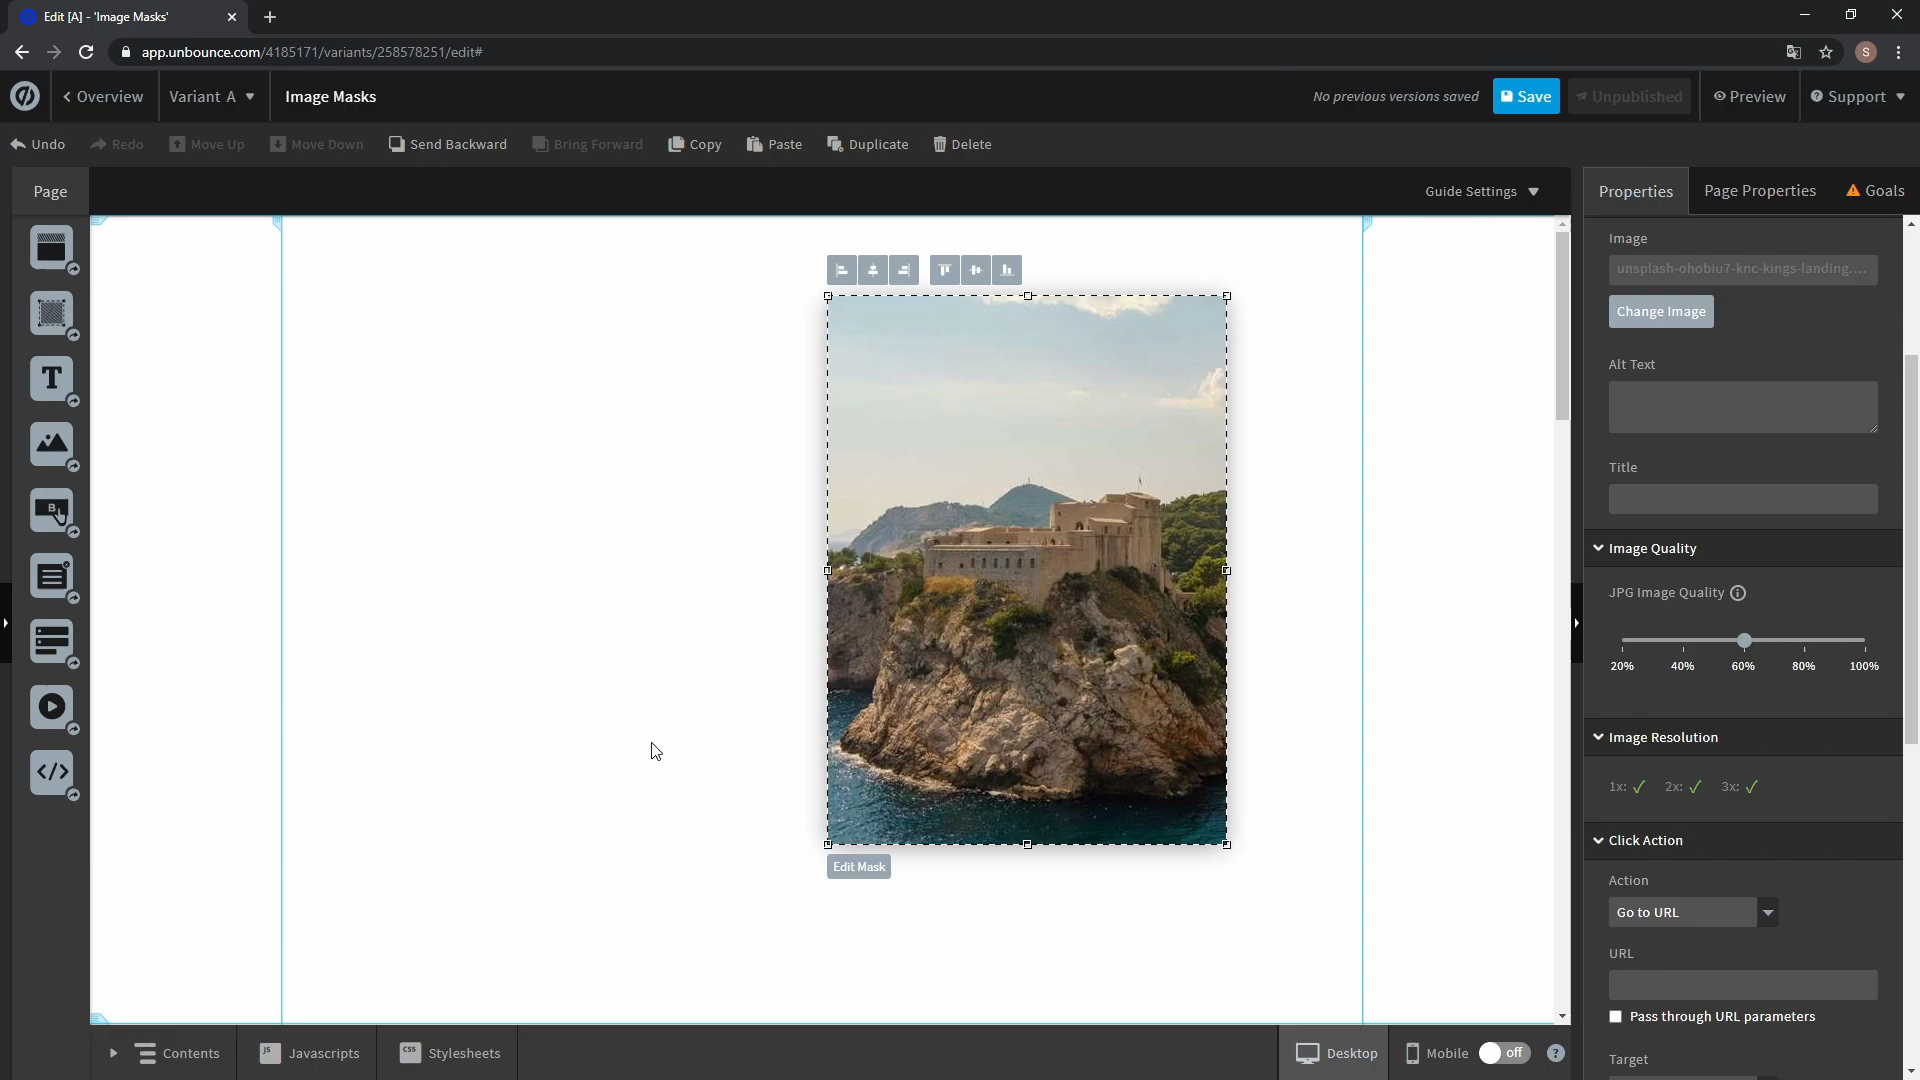 Edit [A] - 'Image Masks'
app.unbounce.com/4185171/variants/258578251/edit#
S
Overview
Variant A
Image Masks
No previous versions saved
Save
Unpublished
Preview
Support
Undo
Redo
Move Up
Move Down
Send Backward
Bring Forward
Copy
Paste
Duplicate
Delete
Page
Guide Settings
Properties
Page Properties
Goals
Image
unsplash-ohobiu7-knc-kings-landing....
Change Image
Alt Text
Title
T
B
Image Quality
JPG Image Quality
20% 40% 60% 80% 100%
Image Resolution
1x: 2x: 3x:
Click Action
Edit Mask
Action
Go to URL
URL
Pass through URL parameters
Contents
JS Javascripts
CSS Stylesheets
Desktop
Mobile
off
?
Target